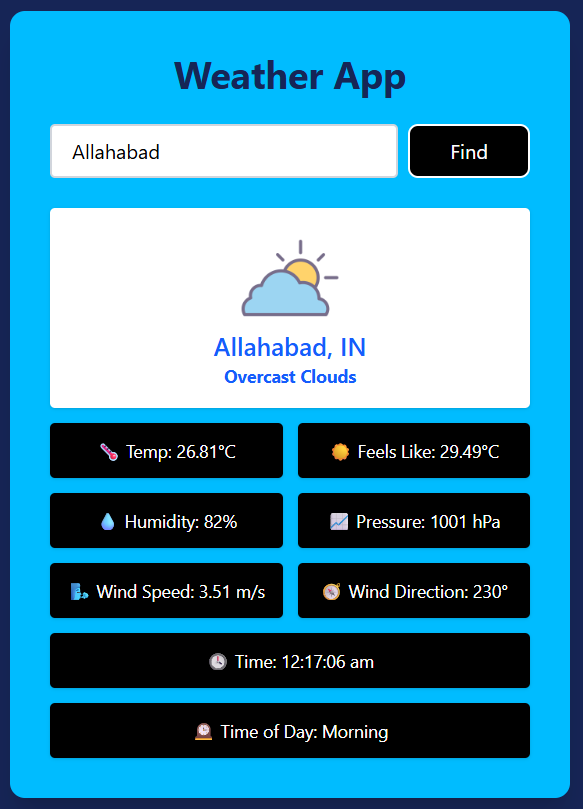 Weather App
Allahabad
Find
Allahabad, IN
Overcast Clouds
🌡️ Temp: 26.81°C
🌞 Feels Like: 29.49°C
💧 Humidity: 82%
📈 Pressure: 1001 hPa
🌬️ Wind Speed: 3.51 m/s
🧭 Wind Direction: 230°
🕓 Time: 12:17:06 am
🕰️ Time of Day: Morning